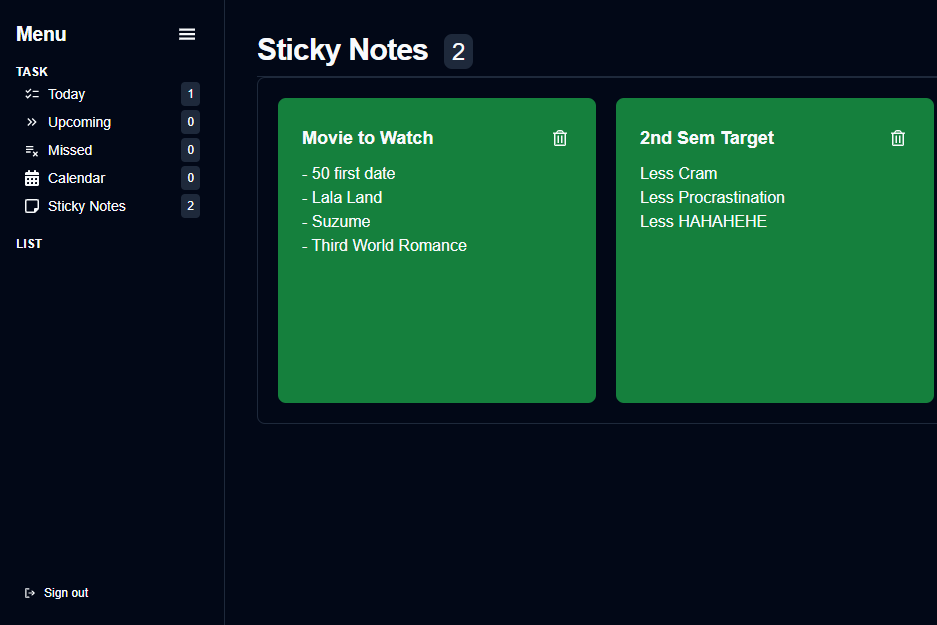 Menu
TASK
Today 1
Upcoming 0
Missed 0
Calendar 0
Sticky Notes 2
LIST
Sign out
Sticky Notes 2
Movie to Watch
- 50 first date
- Lala Land
- Suzume
- Third World Romance
2nd Sem Target
Less Cram
Less Procrastination
Less HAHAHEHE